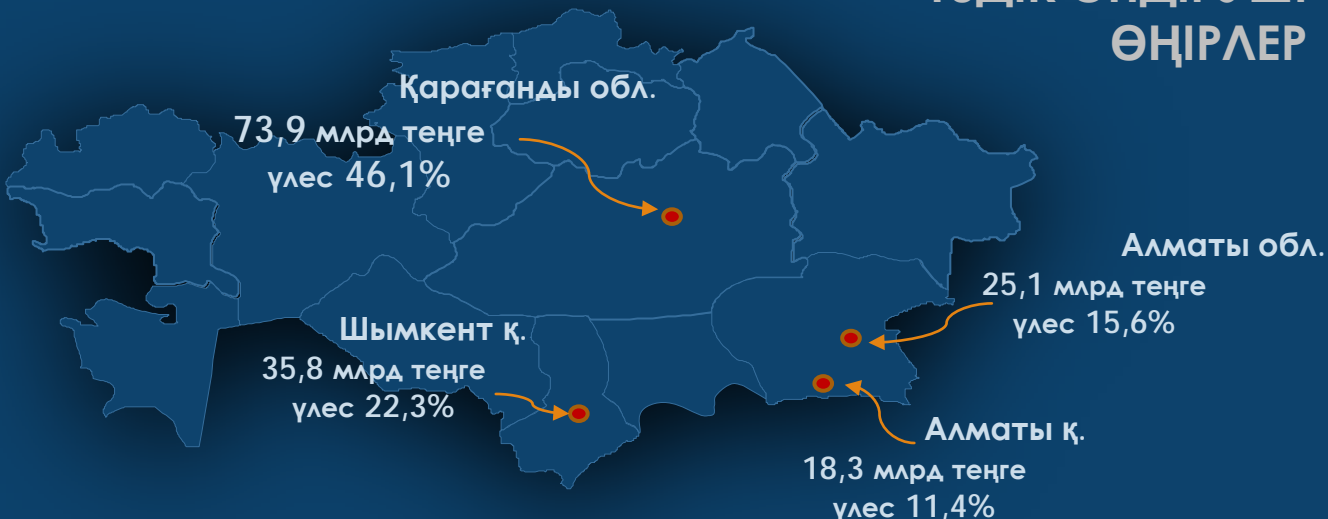 ӨҢІРЛЕР
Қарағанды обл.
73,9 млрд теңге
үлес 46,1%
Алматы обл.
25,1 млрд теңге
үлес 15,6%
Шымкент қ.
35,8 млрд теңге
үлес 22,3%
Алматы қ.
18,3 млрд теңге
үлес 11,4%